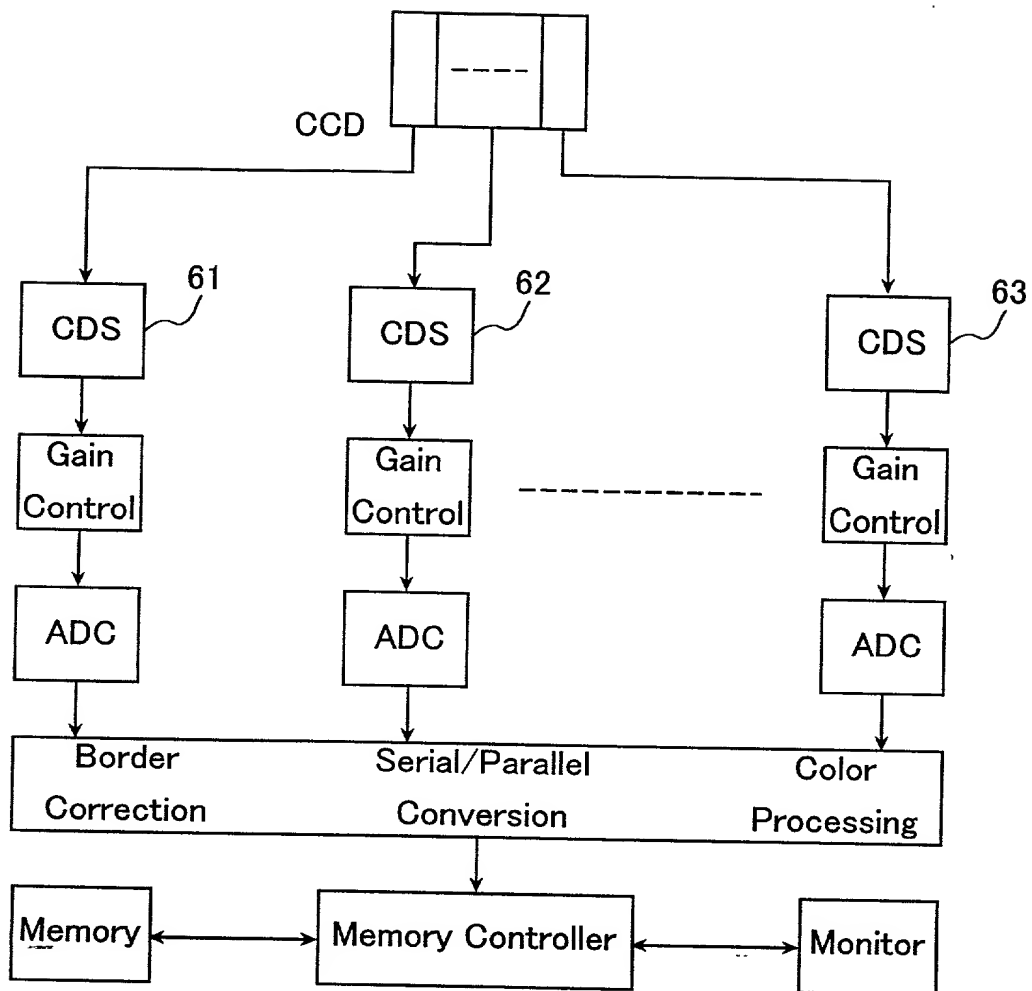 CCD
61
62
63
CDS
CDS
CDS
Gain
Control
Gain
Control
Gain
Control
ADC
ADC
ADC
Border
Correction
Serial/Parallel
Conversion
Color
Processing
Memory
Memory Controller
Monitor